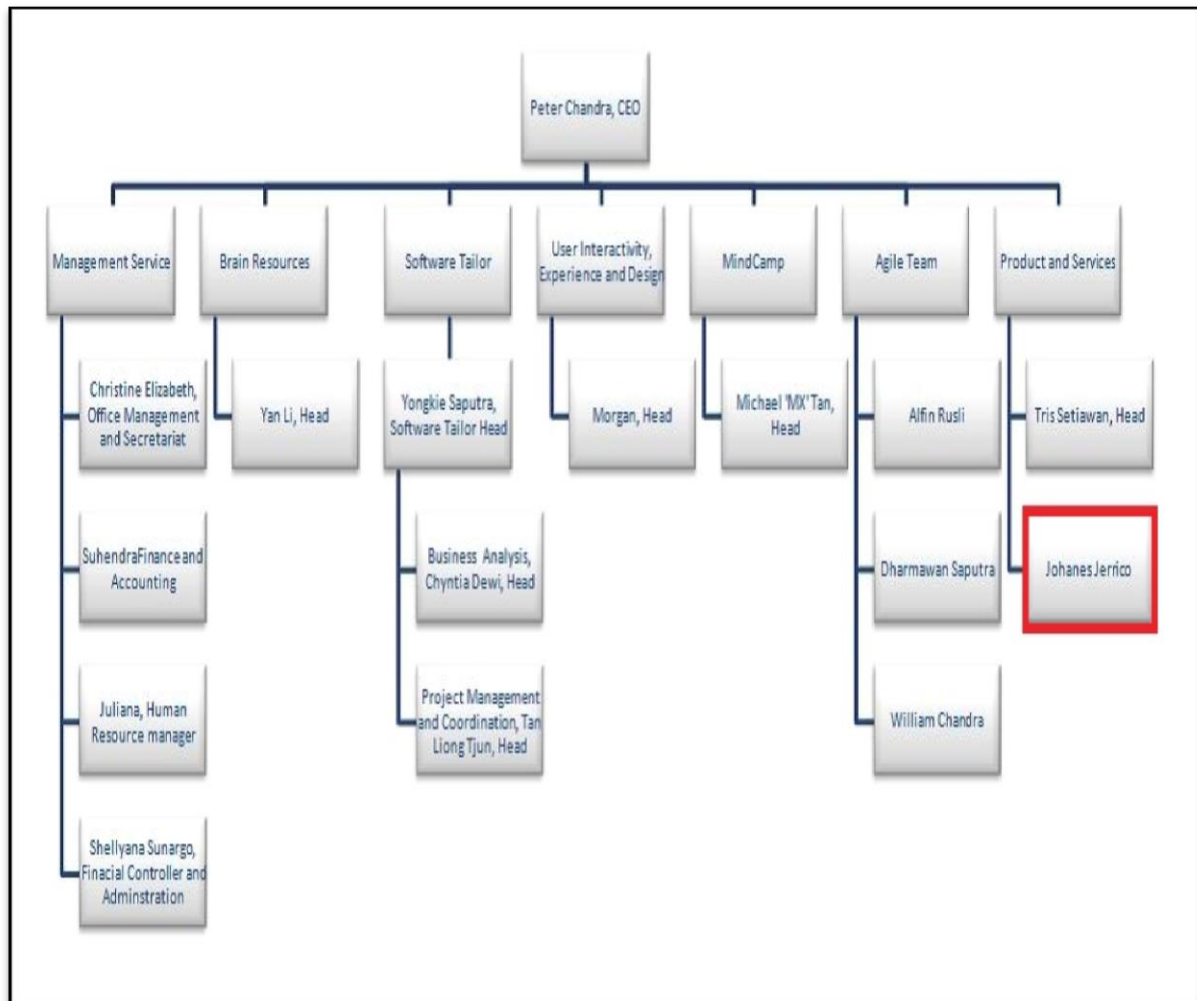 Peter Chandra, CEO
Management Service
Brain Resources
Software Tailor
User Interactivity,
Experience and Design
MindCamp
Agile Team
Product and Services
Christine Elizabeth,
Office Management
and Secretariat
Yan Li, Head
Yongkie Saputra,
Software Tailor Head
Morgan, Head
Michael "MX" Tan,
Head
Alfin Rusli
Tris Setiawan, Head
SuhendraFinance and
Accounting
Business Analysis,
Chyntia Dewi, Head
Dharmawan Saputra
Johanes Jerrico
Juliana, Human
Resource manager
Project Management
and Coordination, Tan
Liong Tjun, Head
William Chandra
Shellyana Sunargo,
Finacial Controller and
Adminstration